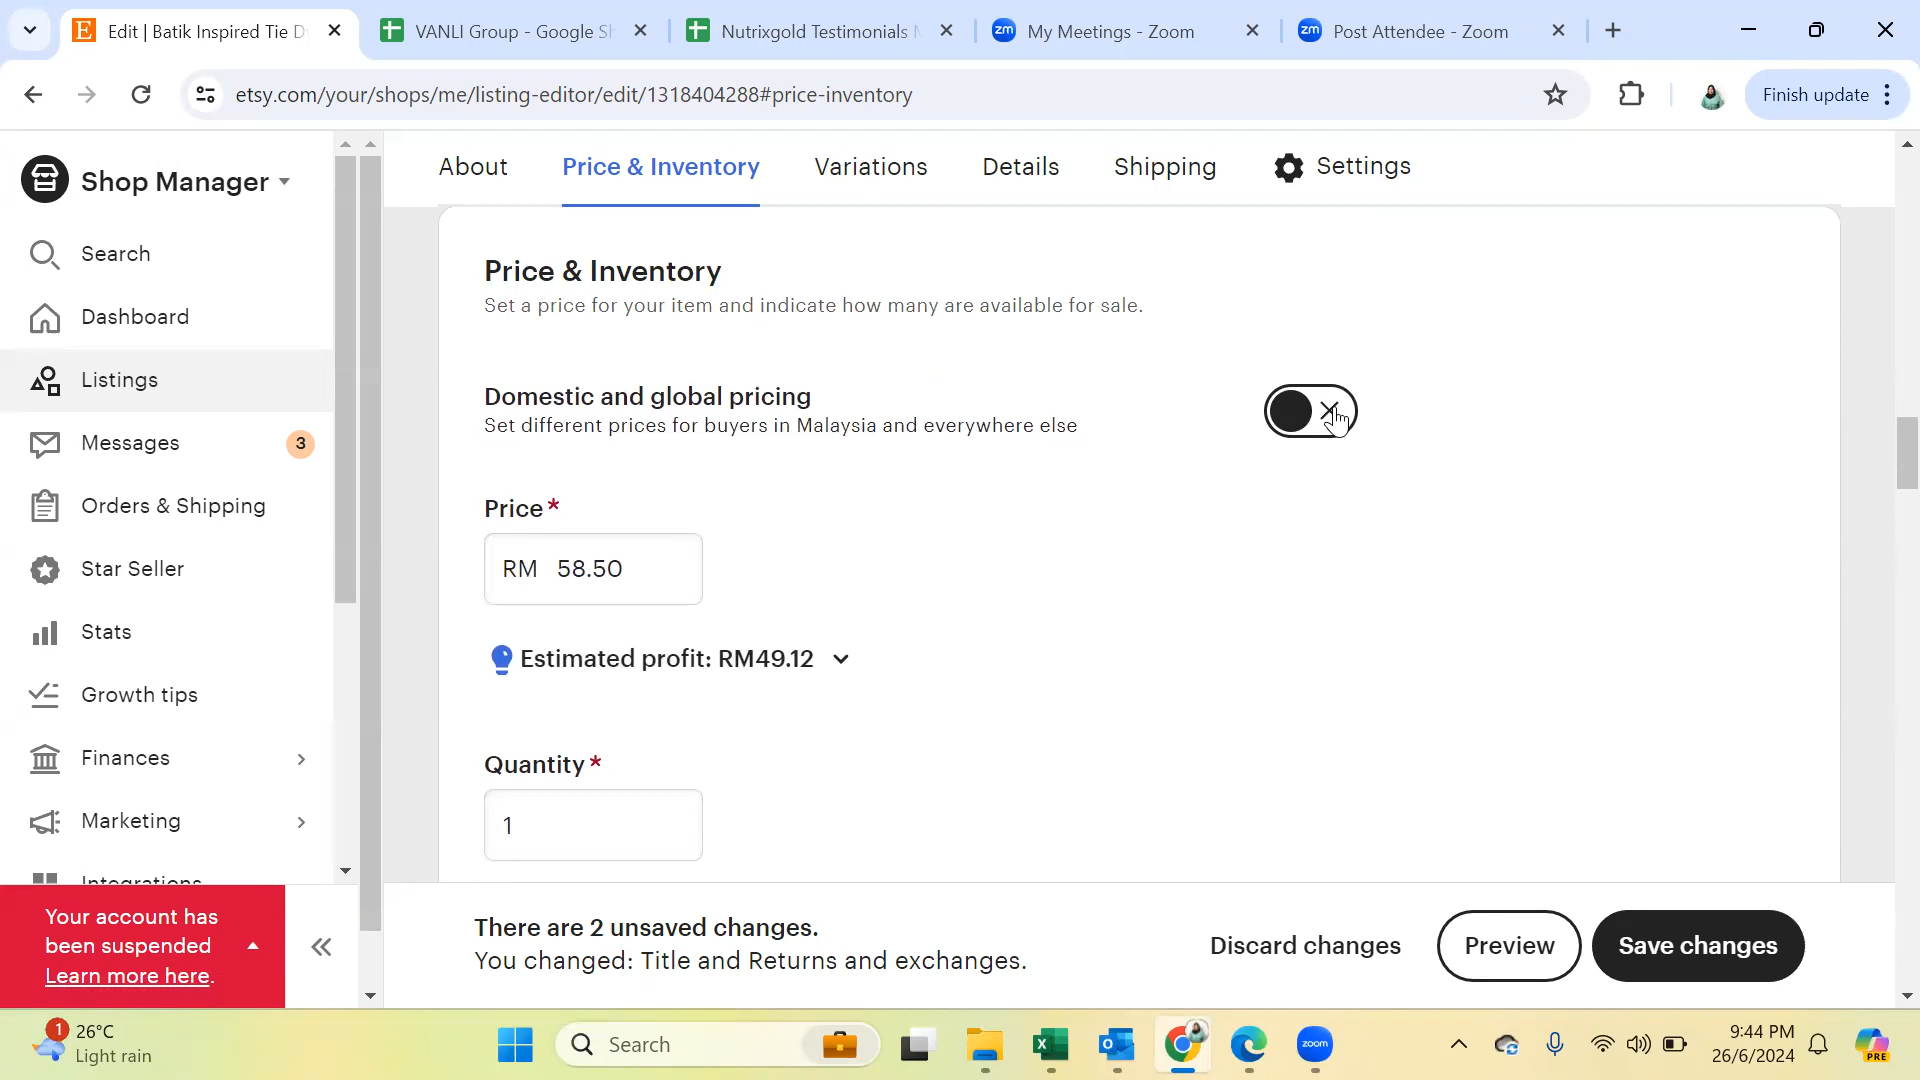 Edit | Batik Inspired Tie D
VANLI Group - Google Sh
Nutrixgold Testimonials
My Meetings - Zoom
Post Attendee - Zoom
etsy.com/your/shops/me/listing-editor/edit/1318404288#price-inventory
Finish update
Shop Manager
Search
Dashboard
Listings
Messages
3
Orders & Shipping
Star Seller
Stats
Growth tips
Finances
Marketing
Integrations
Your account has
been suspended
Learn more here.
About
Price & Inventory
Variations
Details
Shipping
Settings
Price & Inventory
Set a price for your item and indicate how many are available for sale.
Domestic and global pricing
Set different prices for buyers in Malaysia and everywhere else
Price*
RM 58.50
Estimated profit: RM49.12
Quantity*
1
There are 2 unsaved changes.
You changed: Title and Returns and exchanges.
Discard changes
Preview
Save changes
1
26°C
Light rain
Search
zoom
9:44 PM
26/6/2024
PRE